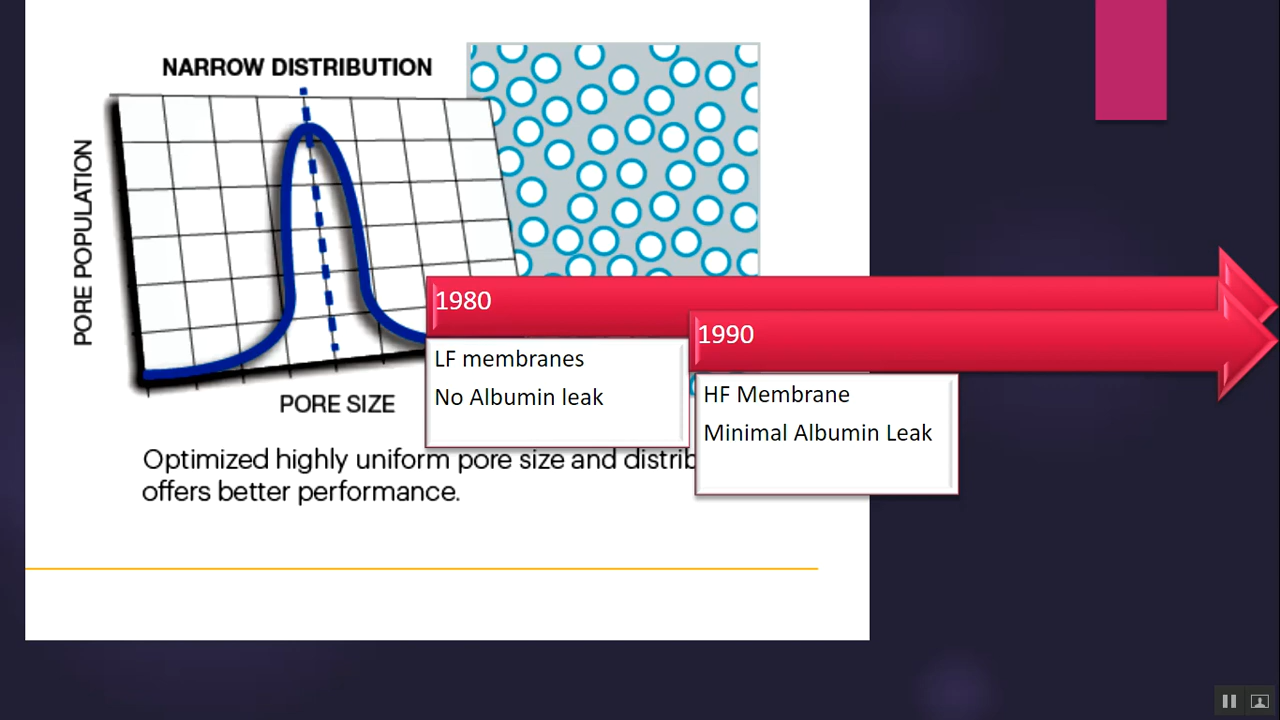 NARROW DISTRIBUTION
PORE POPULATION
PORE SIZE
1980
LF membranes
No Albumin leak
1990
HF Membrane
Minimal Albumin Leak
Optimized highly uniform pore size and
offers better performance.